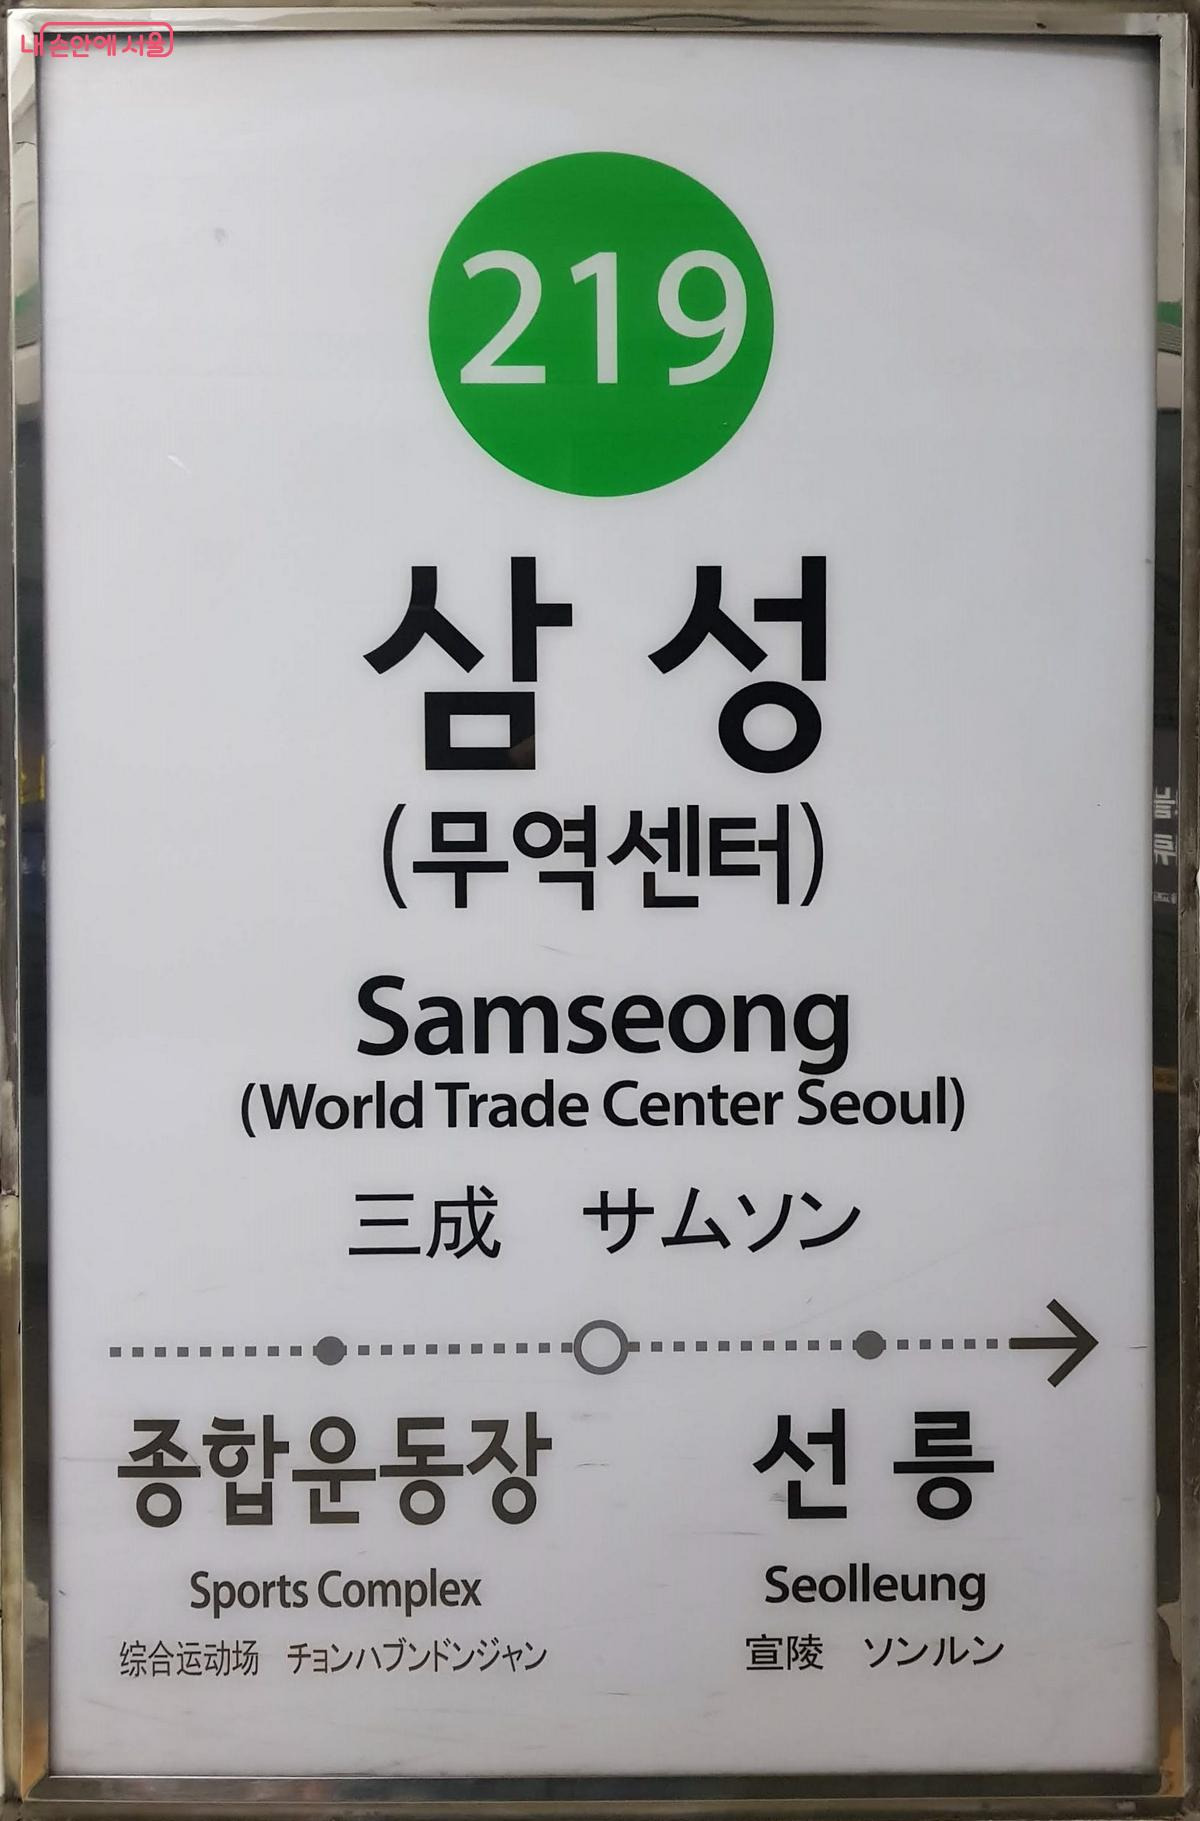 내 손안에 서울
219
삼성
(무역센터)
Samseong
(World Trade Center Seoul)
三成 サムソン
종합운동장 선릉
Sports Complex Seolleung
综合运动场 チョンハブンドンジャン 宣陵 ソンルン